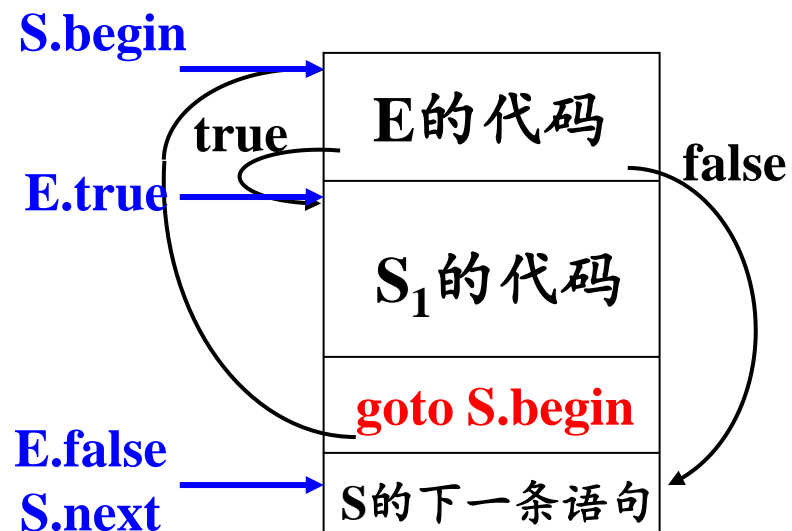 S.begin
E的代码
true
false
E.true
S₁的代码
goto S.begin
E.false
S.next
S的下一条语句